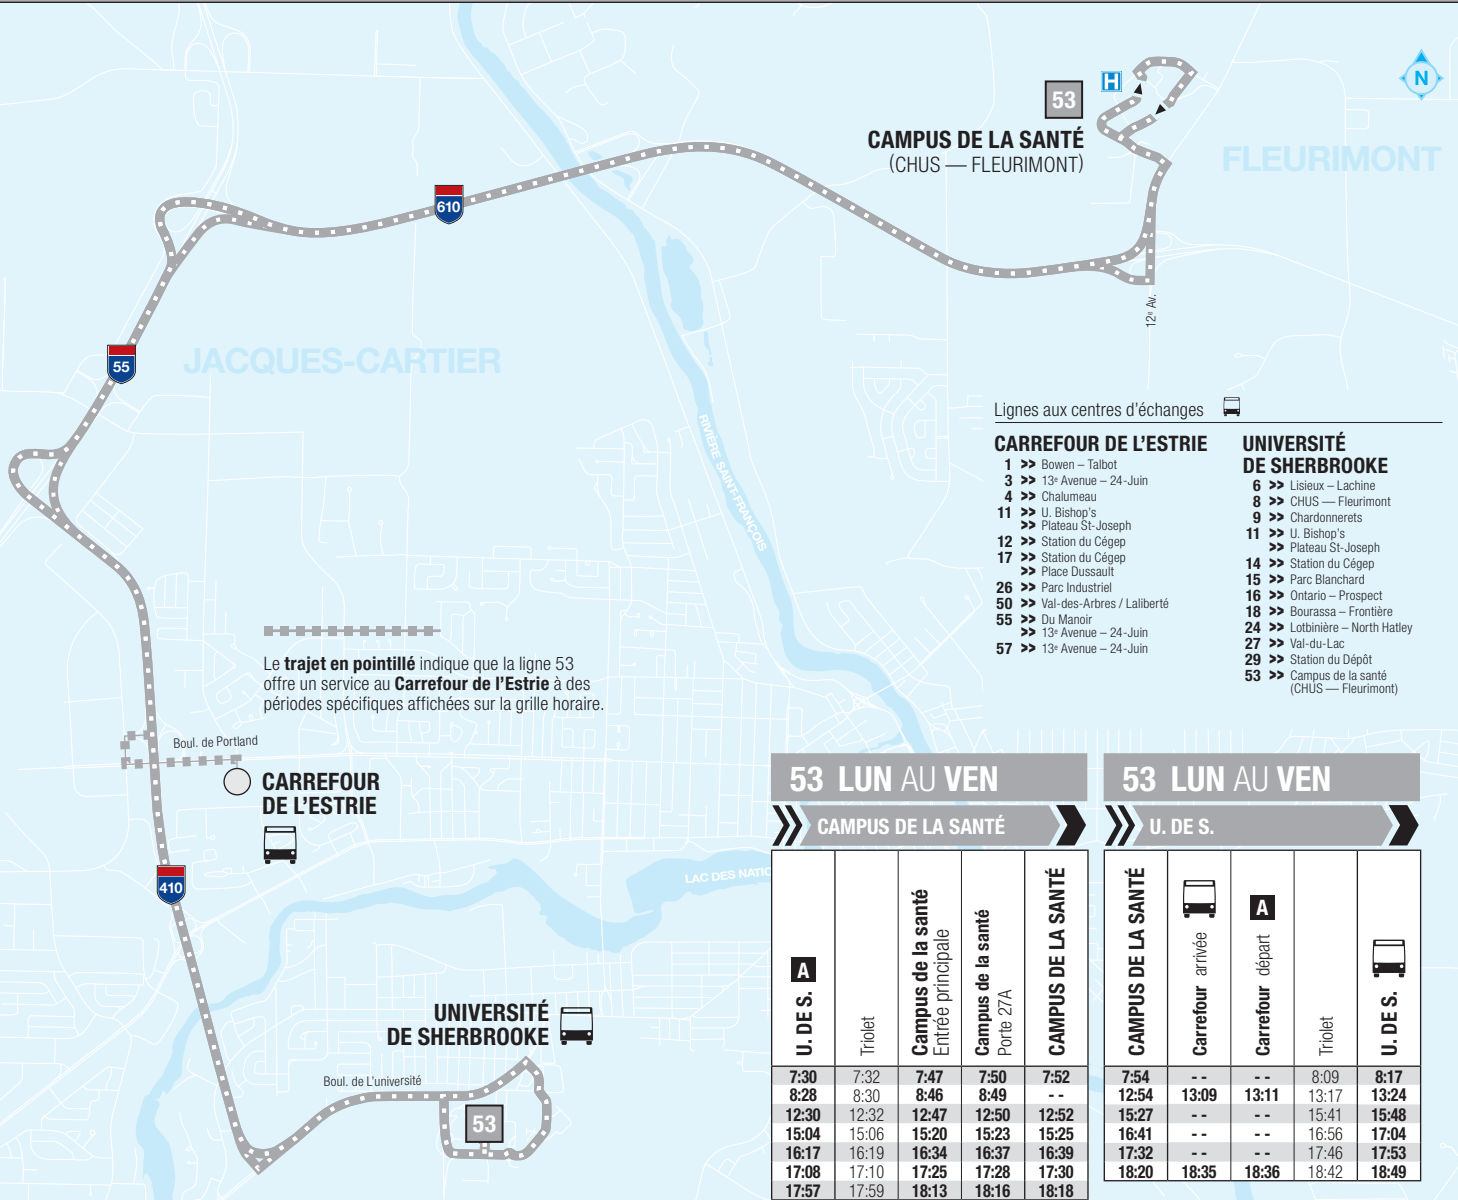 N
53
H
CAMPUS DE LA SANTÉ
(CHUS — FLEURIMONT)
FLEURIMONT
610
55
JACQUES-CARTIER
12e Av.
RIVIÈRE SAINT-FRANÇOIS
Lignes aux centres d'échanges
CARREFOUR DE L'ESTRIE
1 >> Bowen – Talbot
3 >> 13e Avenue – 24-Juin
4 >> Chalumeau
11 >> U. Bishop's
>> Plateau St-Joseph
12 >> Station du Cégep
17 >> Station du Cégep
>> Place Dussault
26 >> Parc Industriel
50 >> Val-des-Arbres / Laliberté
55 >> Du Manoir
>> 13e Avenue – 24-Juin
57 >> 13e Avenue – 24-Juin
UNIVERSITÉ
DE SHERBROOKE
6 >> Lisieux – Lachine
8 >> CHUS — Fleurimont
9 >> Chardonnerets
11 >> U. Bishop's
>> Plateau St-Joseph
14 >> Station du Cégep
15 >> Parc Blanchard
16 >> Ontario – Prospect
18 >> Bourassa – Frontière
24 >> Lotbinière – North Hatley
27 >> Val-du-Lac
29 >> Station du Dépôt
53 >> Campus de la santé
(CHUS — Fleurimont)
Le trajet en pointillé indique que la ligne 53
offre un service au Carrefour de l'Estrie à des
périodes spécifiques affichées sur la grille horaire.
Boul. de Portland
CARREFOUR
DE L'ESTRIE
410
LAC DES NATIO
UNIVERSITÉ
DE SHERBROOKE
Boul. de L'université
53
53 LUN AU VEN
CAMPUS DE LA SANTÉ
U. DE S. A
Triolet
Campus de la santé
Entrée principale
Campus de la santé
Porte 27A
CAMPUS DE LA SANTÉ
7:30 7:32 7:47 7:50 7:52
8:28 8:30 8:46 8:49 - -
12:30 12:32 12:47 12:50 12:52
15:04 15:06 15:20 15:23 15:25
16:17 16:19 16:34 16:37 16:39
17:08 17:10 17:25 17:28 17:30
17:57 17:59 18:13 18:16 18:18
53 LUN AU VEN
U. DE S.
CAMPUS DE LA SANTÉ
Carrefour arrivée
Carrefour départ A
Triolet
U. DE S.
7:54 - - - - 8:09 8:17
12:54 13:09 13:11 13:17 13:24
15:27 - - - - 15:41 15:48
16:41 - - - - 16:56 17:04
17:32 - - - - 17:46 17:53
18:20 18:35 18:36 18:42 18:49